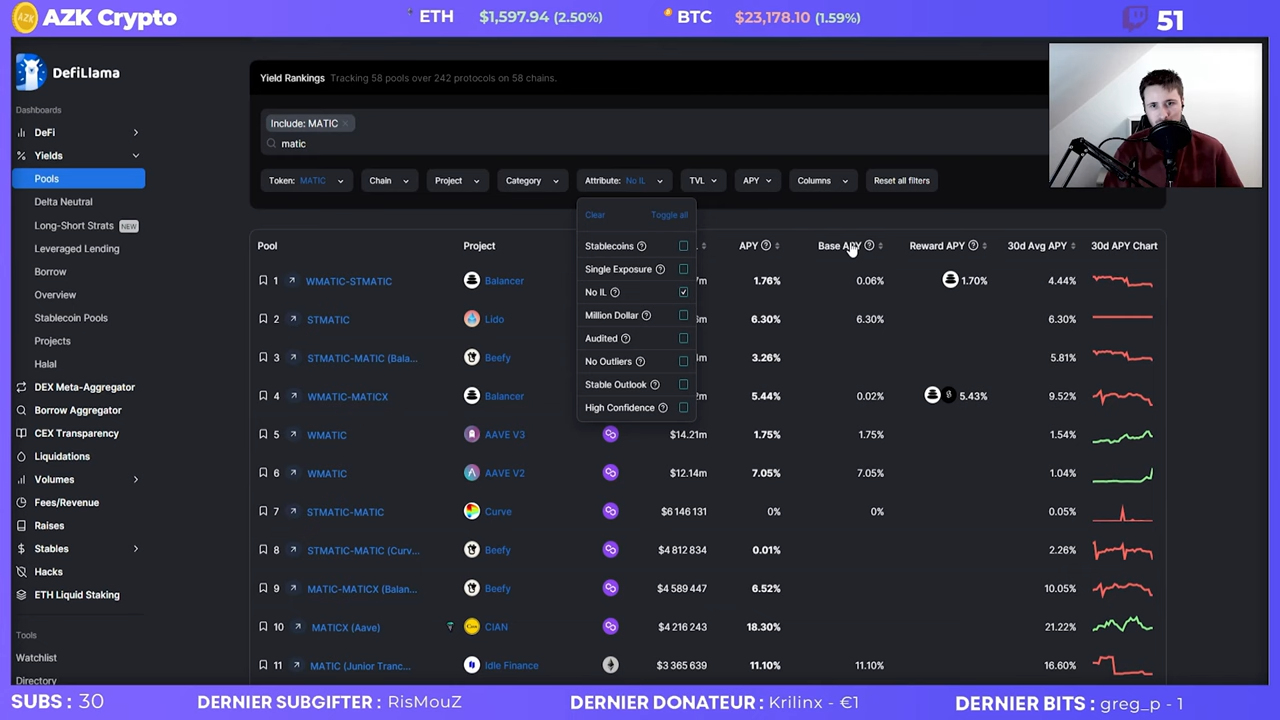 AZK Crypto
ETH $1,597.94 (2.50%)
BTC $23,178.10 (1.59%)
51
DefiLlama
Dashboards
DeFi
Yields
Pools
Delta Neutral
Long-Short Strats NEW
Leveraged Lending
Borrow
Overview
Stablecoin Pools
Projects
Halal
DEX Meta-Aggregator
Borrow Aggregator
CEX Transparency
Liquidations
Volumes
Fees/Revenue
Raises
Stables
Hacks
ETH Liquid Staking
Tools
Watchlist
Directory
Yield Rankings Tracking 58 pools over 242 protocols on 58 chains.
Include: MATIC
matic
Token: MATIC Chain Project Category Attribute: No IL TVL APY Columns Reset all filters
Clear Toggle all
Stablecoins
Single Exposure
No IL
Million Dollar
Audited
No Outliers
Stable Outlook
High Confidence
Pool Project APY Base APY Reward APY 30d Avg APY 30d APY Chart
1 WMATIC-STMATIC Balancer 1.76% 0.06% 1.70% 4.44%
2 STMATIC Lido 6.30% 6.30% 6.30%
3 STMATIC-MATIC (Bala... Beefy 3.26% 5.81%
4 WMATIC-MATICX Balancer 5.44% 0.02% 5.43% 9.52%
5 WMATIC AAVE V3 $14.21m 1.75% 1.75% 1.54%
6 WMATIC AAVE V2 $12.14m 7.05% 7.05% 1.04%
7 STMATIC-MATIC Curve $6 146 131 0% 0% 0.05%
8 STMATIC-MATIC (Curv... Beefy $4 812 834 0.01% 2.26%
9 MATIC-MATICX (Balan... Beefy $4 589 447 6.52% 10.05%
10 MATICX (Aave) CIAN $4 216 243 18.30% 21.22%
11 MATIC (Junior Tranc... Idle Finance $3 365 639 11.10% 11.10% 16.60%
SUBS : 30 DERNIER SUBGIFTER : RisMouZ DERNIER DONATEUR : Krilinx - €1 DERNIER BITS : greg_p - 1